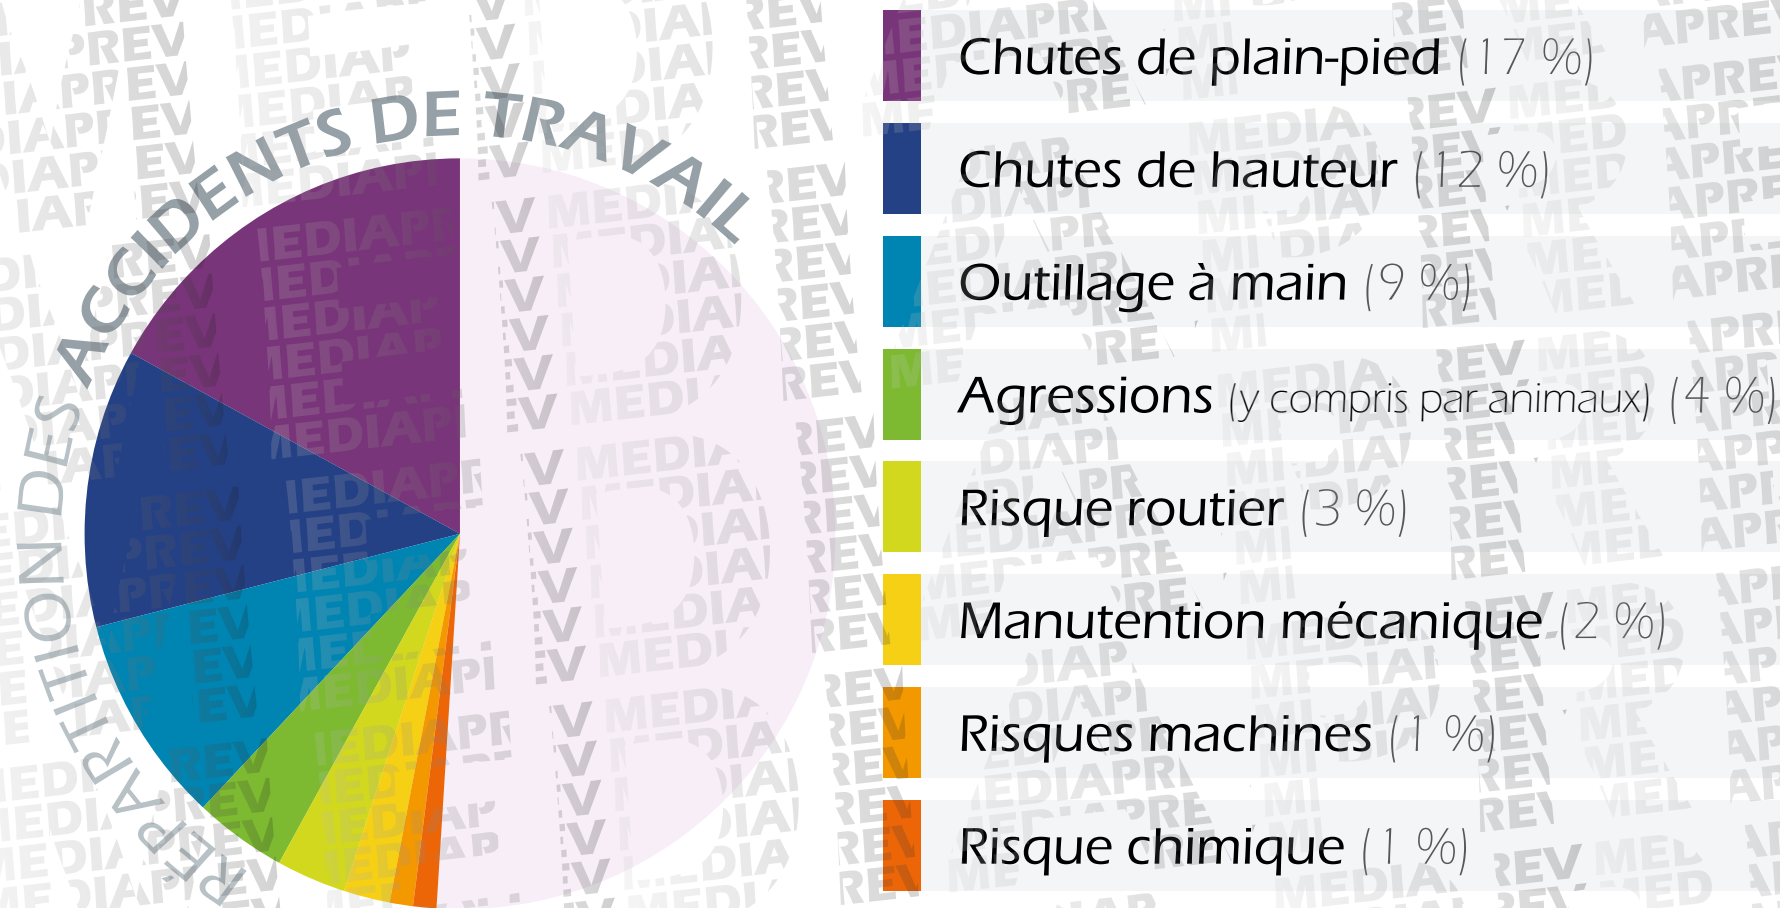 RÉPARTITION DES ACCIDENTS DE TRAVAIL
Chutes de plain-pied (17 %)
Chutes de hauteur (12 %)
Outillage à main (9 %)
Agressions (y compris par animaux) (4 %)
Risque routier (3 %)
Manutention mécanique (2 %)
Risques machines (1 %)
Risque chimique (1 %)